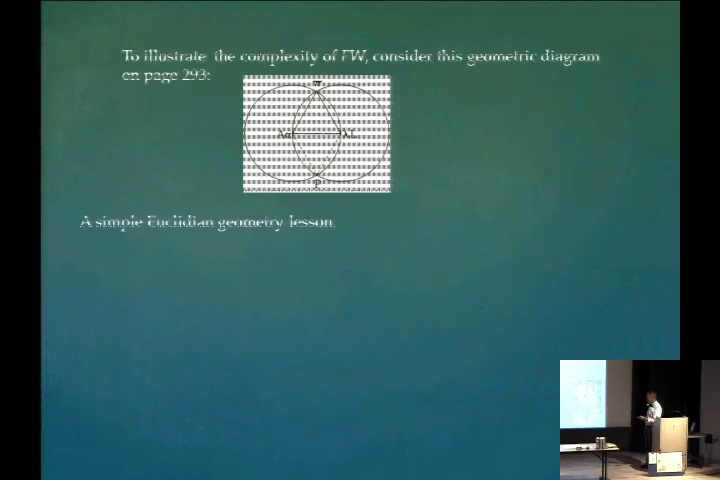 To illustrate the complexity of FW, consider this geometric diagram
on page 293:
π
P
A simple Euclidian geometry lesson